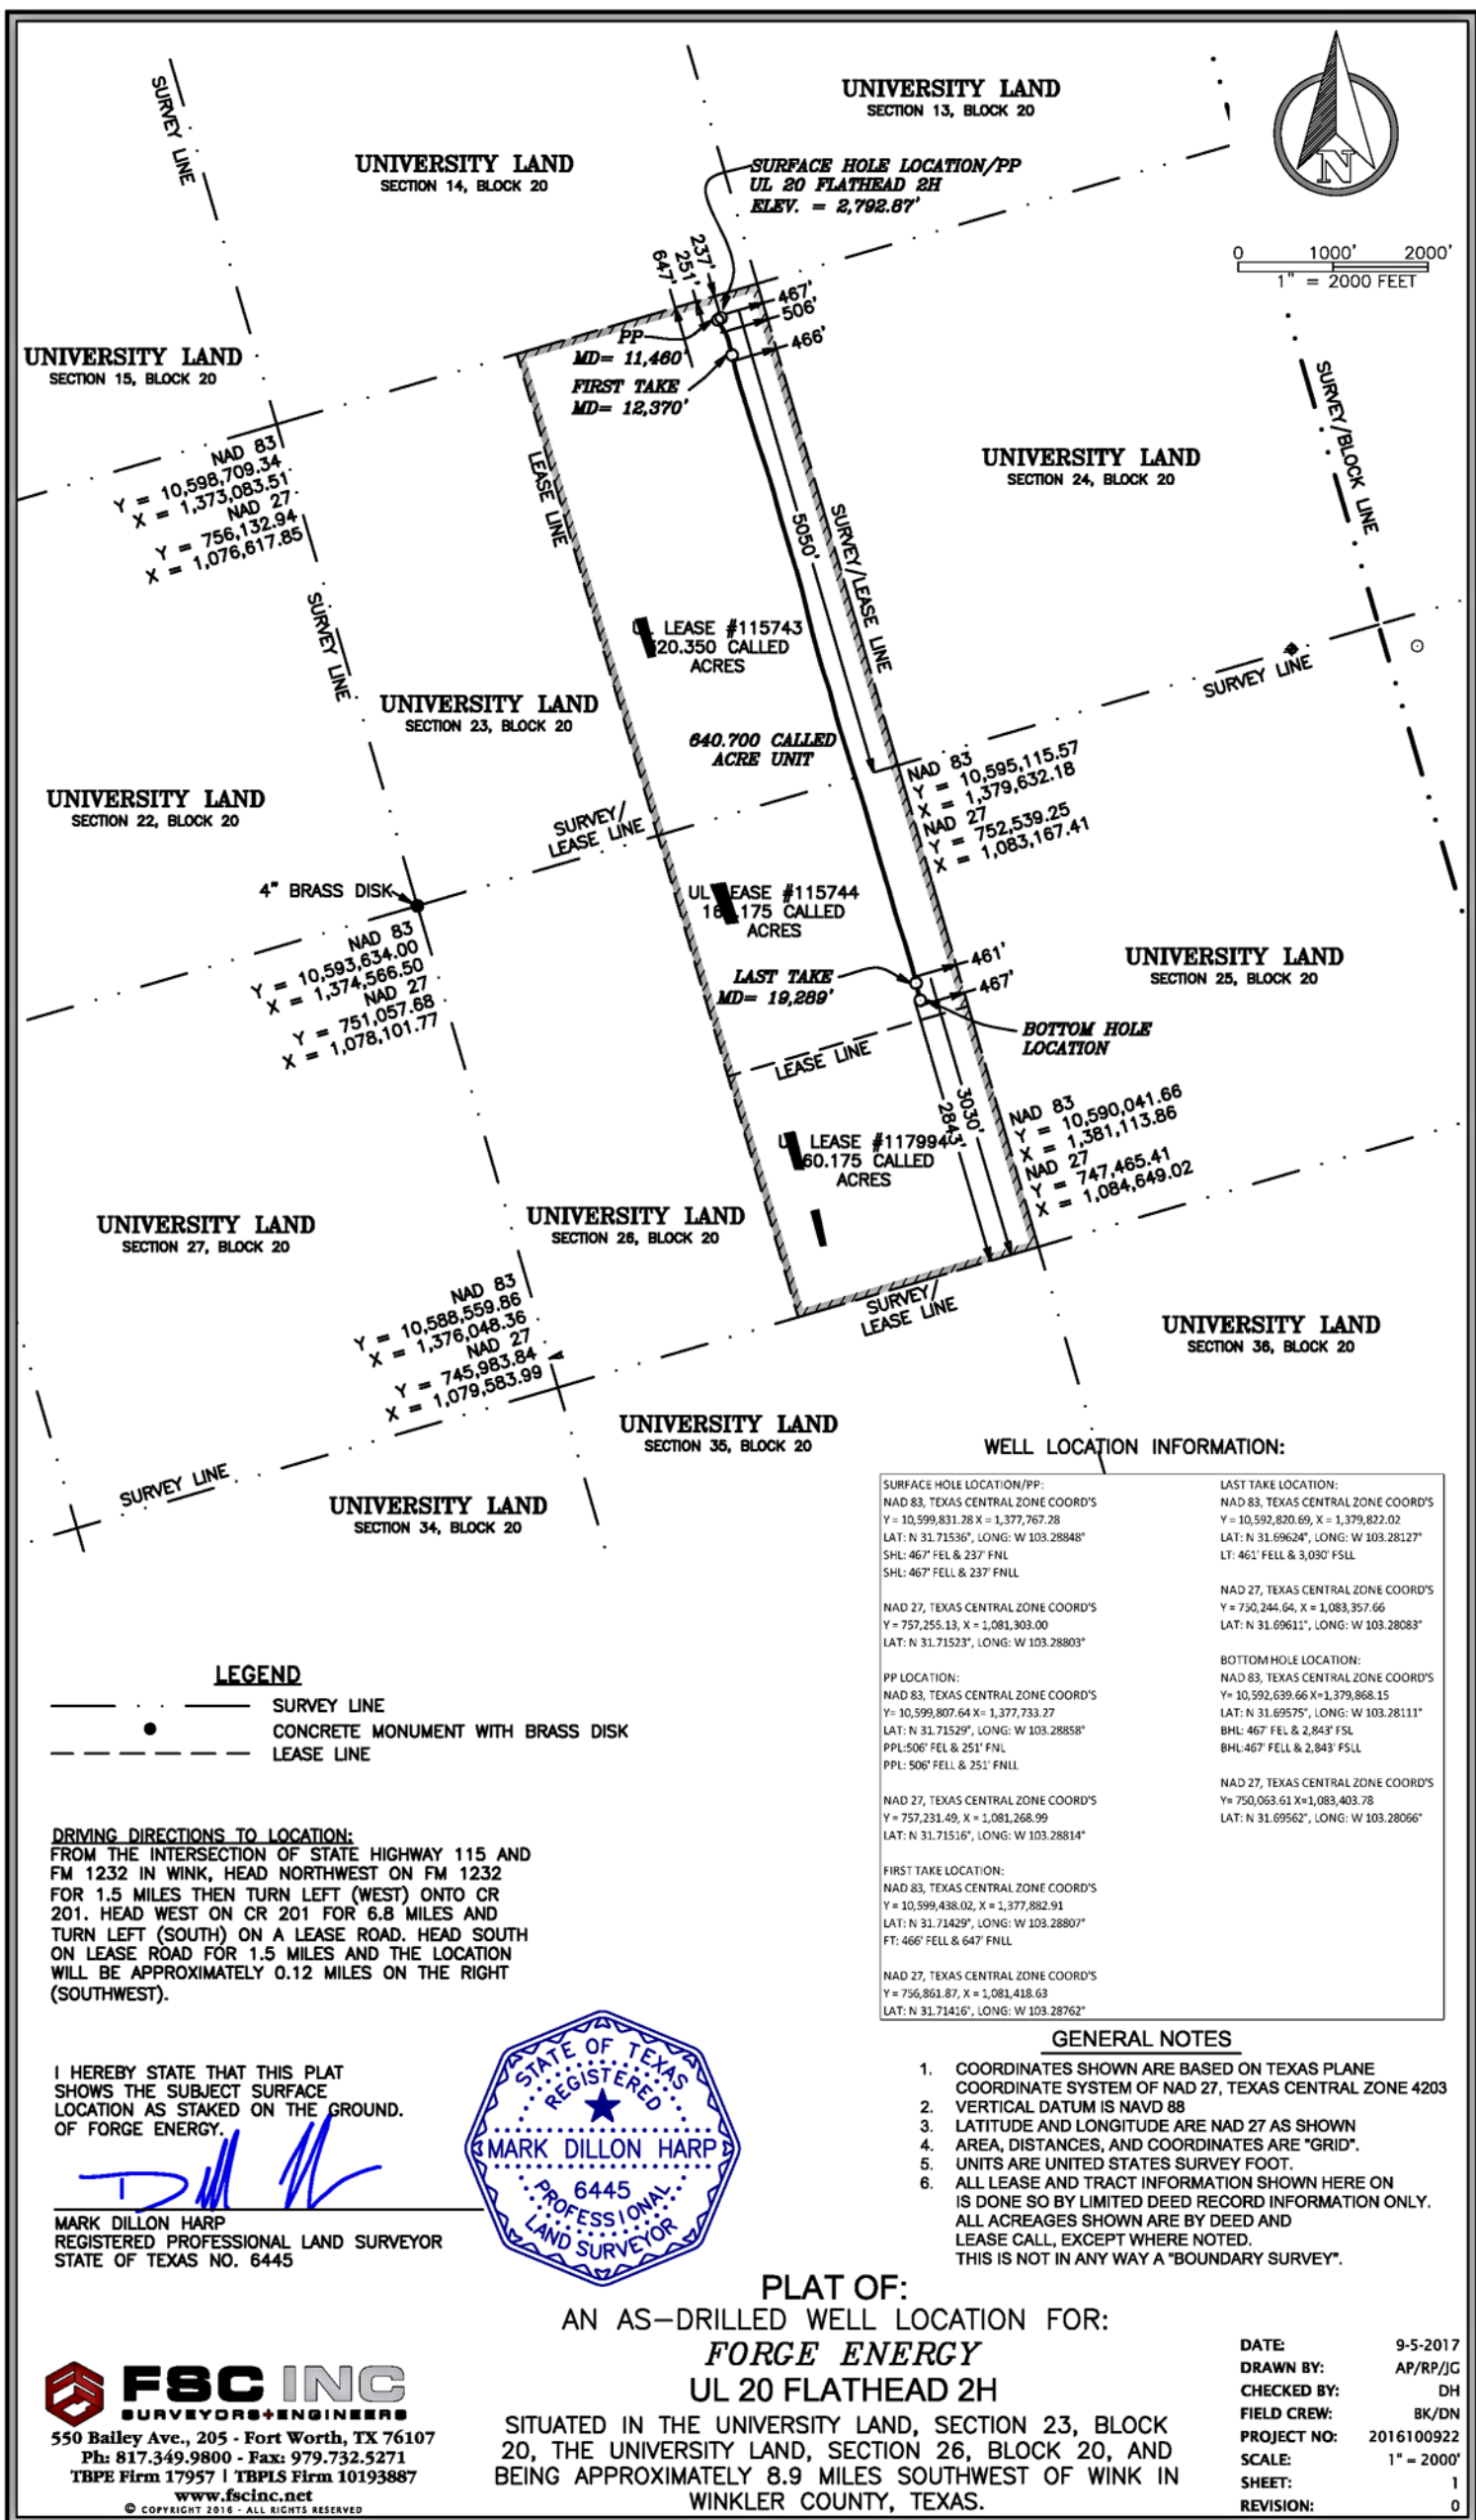 UNIVERSITY LAND
SECTION 13, BLOCK 20
UNIVERSITY LAND
SECTION 14, BLOCK 20
SURVEY LINE
SURFACE HOLE LOCATION/PP
UL 20 FLATHEAD 2H
ELEV. = 2,792.87'
N
0 1000' 2000'
1" = 2000 FEET
237'
251'
647'
467'
506'
466'
PP
MD= 11,460'
FIRST TAKE
MD= 12,370'
UNIVERSITY LAND
SECTION 15, BLOCK 20
NAD 83
Y = 10,598,709.34
X = 1,373,083.51
NAD 27
Y = 756,132.94
X = 1,076,617.85
LEASE LINE
UNIVERSITY LAND
SECTION 24, BLOCK 20
SURVEY/BLOCK LINE
5050'
SURVEY/LEASE LINE
SURVEY LINE
LEASE #115743
20.350 CALLED
ACRES
SURVEY LINE
UNIVERSITY LAND
SECTION 23, BLOCK 20
640.700 CALLED
ACRE UNIT
NAD 83
Y = 10,595,115.57
X = 1,379,632.18
NAD 27
Y = 752,539.25
X = 1,083,167.41
UNIVERSITY LAND
SECTION 22, BLOCK 20
SURVEY/
LEASE LINE
4" BRASS DISK
NAD 83
Y = 10,593,634.00
X = 1,374,566.50
NAD 27
Y = 751,057.68
X = 1,078,101.77
UL EASE #115744
16 .175 CALLED
ACRES
LAST TAKE
MD= 19,289'
461'
467'
UNIVERSITY LAND
SECTION 25, BLOCK 20
BOTTOM HOLE
LOCATION
LEASE LINE
3030'
2843'
NAD 83
Y = 10,590,041.66
X = 1,381,113.86
NAD 27
Y = 747,465.41
X = 1,084,649.02
LEASE #117994
60.175 CALLED
ACRES
UNIVERSITY LAND
SECTION 27, BLOCK 20
UNIVERSITY LAND
SECTION 26, BLOCK 20
NAD 83
Y = 10,588,559.86
X = 1,376,048.36
NAD 27
Y = 745,983.84
X = 1,079,583.99
SURVEY/
LEASE LINE
UNIVERSITY LAND
SECTION 36, BLOCK 20
UNIVERSITY LAND
SECTION 35, BLOCK 20
SURVEY LINE
UNIVERSITY LAND
SECTION 34, BLOCK 20
WELL LOCATION INFORMATION:
SURFACE HOLE LOCATION/PP:
NAD 83, TEXAS CENTRAL ZONE COORD'S
Y = 10,599,831.28 X = 1,377,767.28
LAT: N 31.71536°, LONG: W 103.28848°
SHL: 467' FEL & 237' FNL
SHL: 467' FELL & 237' FNLL
NAD 27, TEXAS CENTRAL ZONE COORD'S
Y = 757,255.13, X = 1,081,303.00
LAT: N 31.71523°, LONG: W 103.28803°
PP LOCATION:
NAD 83, TEXAS CENTRAL ZONE COORD'S
Y= 10,599,807.64 X= 1,377,733.27
LAT: N 31.71529°, LONG: W 103.28858°
PPL:506' FEL & 251' FNL
PPL: 506' FELL & 251' FNLL
NAD 27, TEXAS CENTRAL ZONE COORD'S
Y = 757,231.49, X = 1,081,268.99
LAT: N 31.71516°, LONG: W 103.28814°
FIRST TAKE LOCATION:
NAD 83, TEXAS CENTRAL ZONE COORD'S
Y = 10,599,438.02, X = 1,377,882.91
LAT: N 31.71429°, LONG: W 103.28807°
FT: 466' FELL & 647' FNLL
NAD 27, TEXAS CENTRAL ZONE COORD'S
Y = 756,861.87, X = 1,081,418.63
LAT: N 31.71416°, LONG: W 103.28762°
LAST TAKE LOCATION:
NAD 83, TEXAS CENTRAL ZONE COORD'S
Y = 10,592,820.69, X = 1,379,822.02
LAT: N 31.69624°, LONG: W 103.28127°
LT: 461' FELL & 3,030' FSLL
NAD 27, TEXAS CENTRAL ZONE COORD'S
Y = 750,244.64, X = 1,083,357.66
LAT: N 31.69611°, LONG: W 103.28083°
BOTTOM HOLE LOCATION:
NAD 83, TEXAS CENTRAL ZONE COORD'S
Y= 10,592,639.66 X=1,379,868.15
LAT: N 31.69575°, LONG: W 103.28111°
BHL: 467' FEL & 2,843' FSL
BHL:467' FELL & 2,843' FSLL
NAD 27, TEXAS CENTRAL ZONE COORD'S
Y= 750,063.61 X=1,083,403.78
LAT: N 31.69562°, LONG: W 103.28066°
LEGEND
SURVEY LINE
CONCRETE MONUMENT WITH BRASS DISK
LEASE LINE
DRIVING DIRECTIONS TO LOCATION:
FROM THE INTERSECTION OF STATE HIGHWAY 115 AND
FM 1232 IN WINK, HEAD NORTHWEST ON FM 1232
FOR 1.5 MILES THEN TURN LEFT (WEST) ONTO CR
201. HEAD WEST ON CR 201 FOR 6.8 MILES AND
TURN LEFT (SOUTH) ON A LEASE ROAD. HEAD SOUTH
ON LEASE ROAD FOR 1.5 MILES AND THE LOCATION
WILL BE APPROXIMATELY 0.12 MILES ON THE RIGHT
(SOUTHWEST).
I HEREBY STATE THAT THIS PLAT
SHOWS THE SUBJECT SURFACE
LOCATION AS STAKED ON THE GROUND.
OF FORGE ENERGY.
MARK DILLON HARP
REGISTERED PROFESSIONAL LAND SURVEYOR
STATE OF TEXAS NO. 6445
STATE OF TEXAS
REGISTERED
MARK DILLON HARP
6445
PROFESSIONAL
LAND SURVEYOR
GENERAL NOTES
1. COORDINATES SHOWN ARE BASED ON TEXAS PLANE
COORDINATE SYSTEM OF NAD 27, TEXAS CENTRAL ZONE 4203
2. VERTICAL DATUM IS NAVD 88
3. LATITUDE AND LONGITUDE ARE NAD 27 AS SHOWN
4. AREA, DISTANCES, AND COORDINATES ARE "GRID".
5. UNITS ARE UNITED STATES SURVEY FOOT.
6. ALL LEASE AND TRACT INFORMATION SHOWN HERE ON
IS DONE SO BY LIMITED DEED RECORD INFORMATION ONLY.
ALL ACREAGES SHOWN ARE BY DEED AND
LEASE CALL, EXCEPT WHERE NOTED.
THIS IS NOT IN ANY WAY A "BOUNDARY SURVEY".
PLAT OF:
AN AS-DRILLED WELL LOCATION FOR:
FORGE ENERGY
UL 20 FLATHEAD 2H
SITUATED IN THE UNIVERSITY LAND, SECTION 23, BLOCK
20, THE UNIVERSITY LAND, SECTION 26, BLOCK 20, AND
BEING APPROXIMATELY 8.9 MILES SOUTHWEST OF WINK IN
WINKLER COUNTY, TEXAS.
FSC INC
SURVEYORS+ENGINEERS
550 Bailey Ave., 205 - Fort Worth, TX 76107
Ph: 817.349.9800 - Fax: 979.732.5271
TBPE Firm 17957 | TBPLS Firm 10193887
www.fscinc.net
© COPYRIGHT 2016 - ALL RIGHTS RESERVED
DATE: 9-5-2017
DRAWN BY: AP/RP/JG
CHECKED BY: DH
FIELD CREW: BK/DN
PROJECT NO: 2016100922
SCALE: 1" = 2000'
SHEET: 1
REVISION: 0